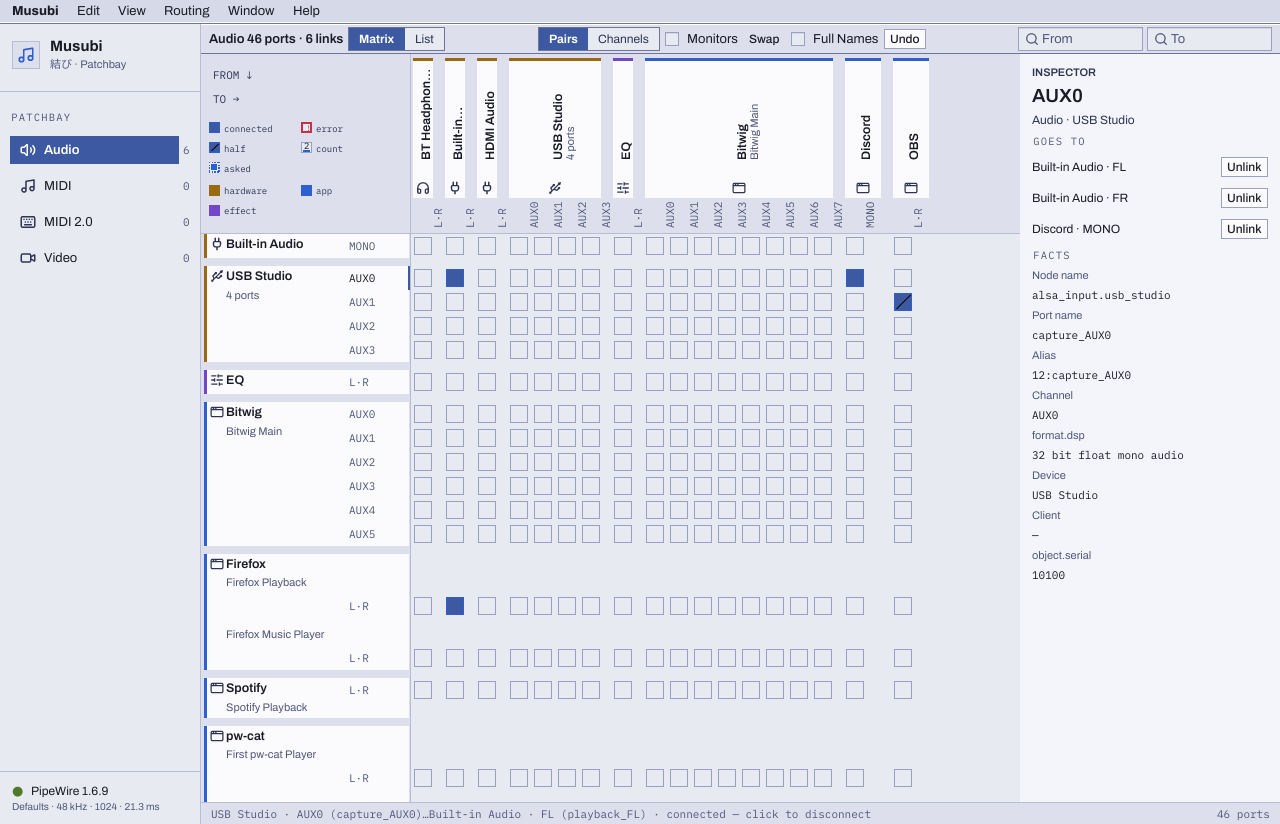 Musubi Edit View Routing Window Help
Musubi
結び · Patchbay
Audio 46 ports · 6 links Matrix List Pairs Channels Monitors Swap Full Names Undo From To
PATCHBAY
Audio 6
MIDI 0
MIDI 2.0 0
Video 0
PipeWire 1.6.9
Defaults · 48 kHz · 1024 · 21.3 ms
FROM ↓
TO →
connected error
half 2 count
asked
hardware app
effect
BT Headphon…
Built-in…
HDMI Audio
USB Studio
4 ports
EQ
Bitwig
Bitwig Main
Discord
OBS
L·R L·R L·R AUX0 AUX1 AUX2 AUX3 L·R AUX0 AUX1 AUX2 AUX3 AUX4 AUX5 AUX6 AUX7 MONO L·R
Built-in Audio MONO
USB Studio AUX0
4 ports AUX1
AUX2
AUX3
EQ L·R
Bitwig AUX0
Bitwig Main AUX1
AUX2
AUX3
AUX4
AUX5
Firefox
Firefox Playback
L·R
Firefox Music Player
L·R
Spotify L·R
Spotify Playback
pw-cat
First pw-cat Player
L·R
INSPECTOR
AUX0
Audio · USB Studio
GOES TO
Built-in Audio · FL Unlink
Built-in Audio · FR Unlink
Discord · MONO Unlink
FACTS
Node name
alsa_input.usb_studio
Port name
capture_AUX0
Alias
12:capture_AUX0
Channel
AUX0
format.dsp
32 bit float mono audio
Device
USB Studio
Client
—
object.serial
10100
USB Studio · AUX0 (capture_AUX0)…Built-in Audio · FL (playback_FL) · connected — click to disconnect 46 ports